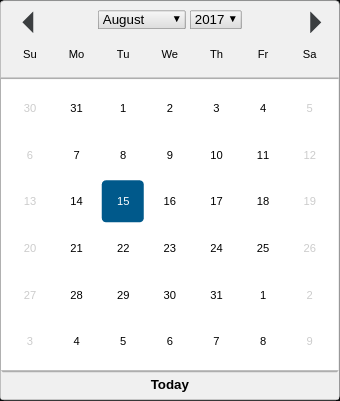 August 2017
Su Mo Tu We Th Fr Sa
30 31 1 2 3 4 5
6 7 8 9 10 11 12
13 14 15 16 17 18 19
20 21 22 23 24 25 26
27 28 29 30 31 1 2
3 4 5 6 7 8 9
Today